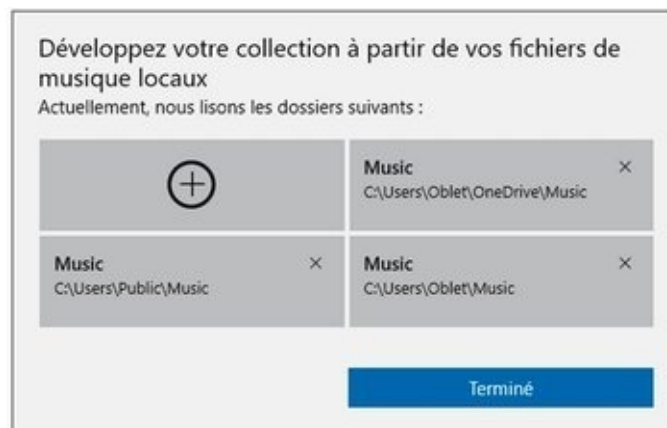 Développez votre collection à partir de vos fichiers de
musique locaux
Actuellement, nous lisons les dossiers suivants :
Music
C:\Users\Oblet\OneDrive\Music
Music
C:\Users\Public\Music
Music
C:\Users\Oblet\Music
Terminé